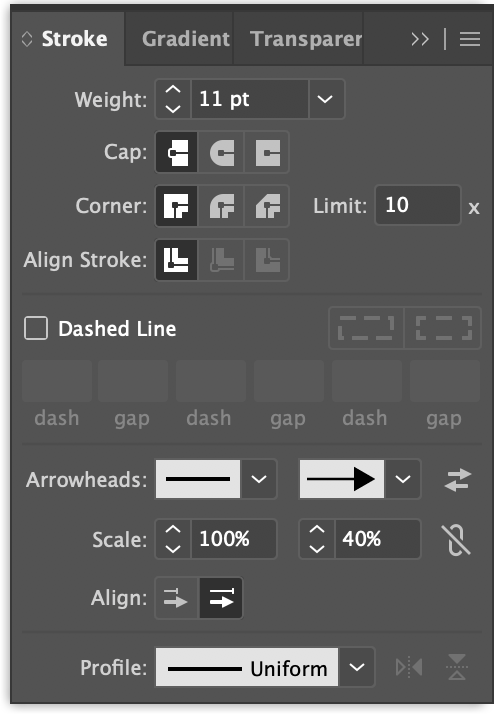 Stroke Gradient Transparer
Weight: 11 pt
Cap:
Corner: Limit: 10 x
Align Stroke:
Dashed Line
dash gap dash gap dash gap
Arrowheads:
Scale: 100% 40%
Align:
Profile: Uniform